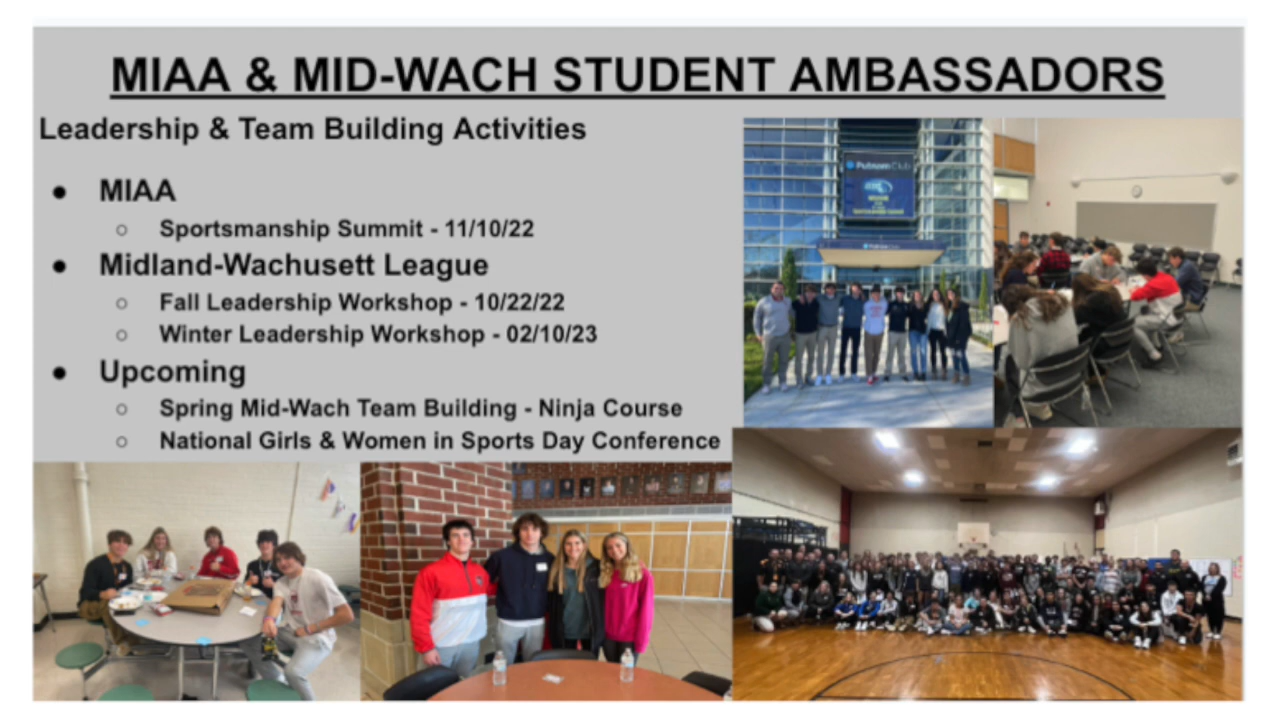 MIAA & MID-WACH STUDENT AMBASSADORS
Leadership & Team Building Activities
● MIAA
○ Sportsmanship Summit - 11/10/22
● Midland-Wachusett League
○ Fall Leadership Workshop - 10/22/22
○ Winter Leadership Workshop - 02/10/23
● Upcoming
○ Spring Mid-Wach Team Building - Ninja Course
○ National Girls & Women in Sports Day Conference
Putnam Club
Putnam Club